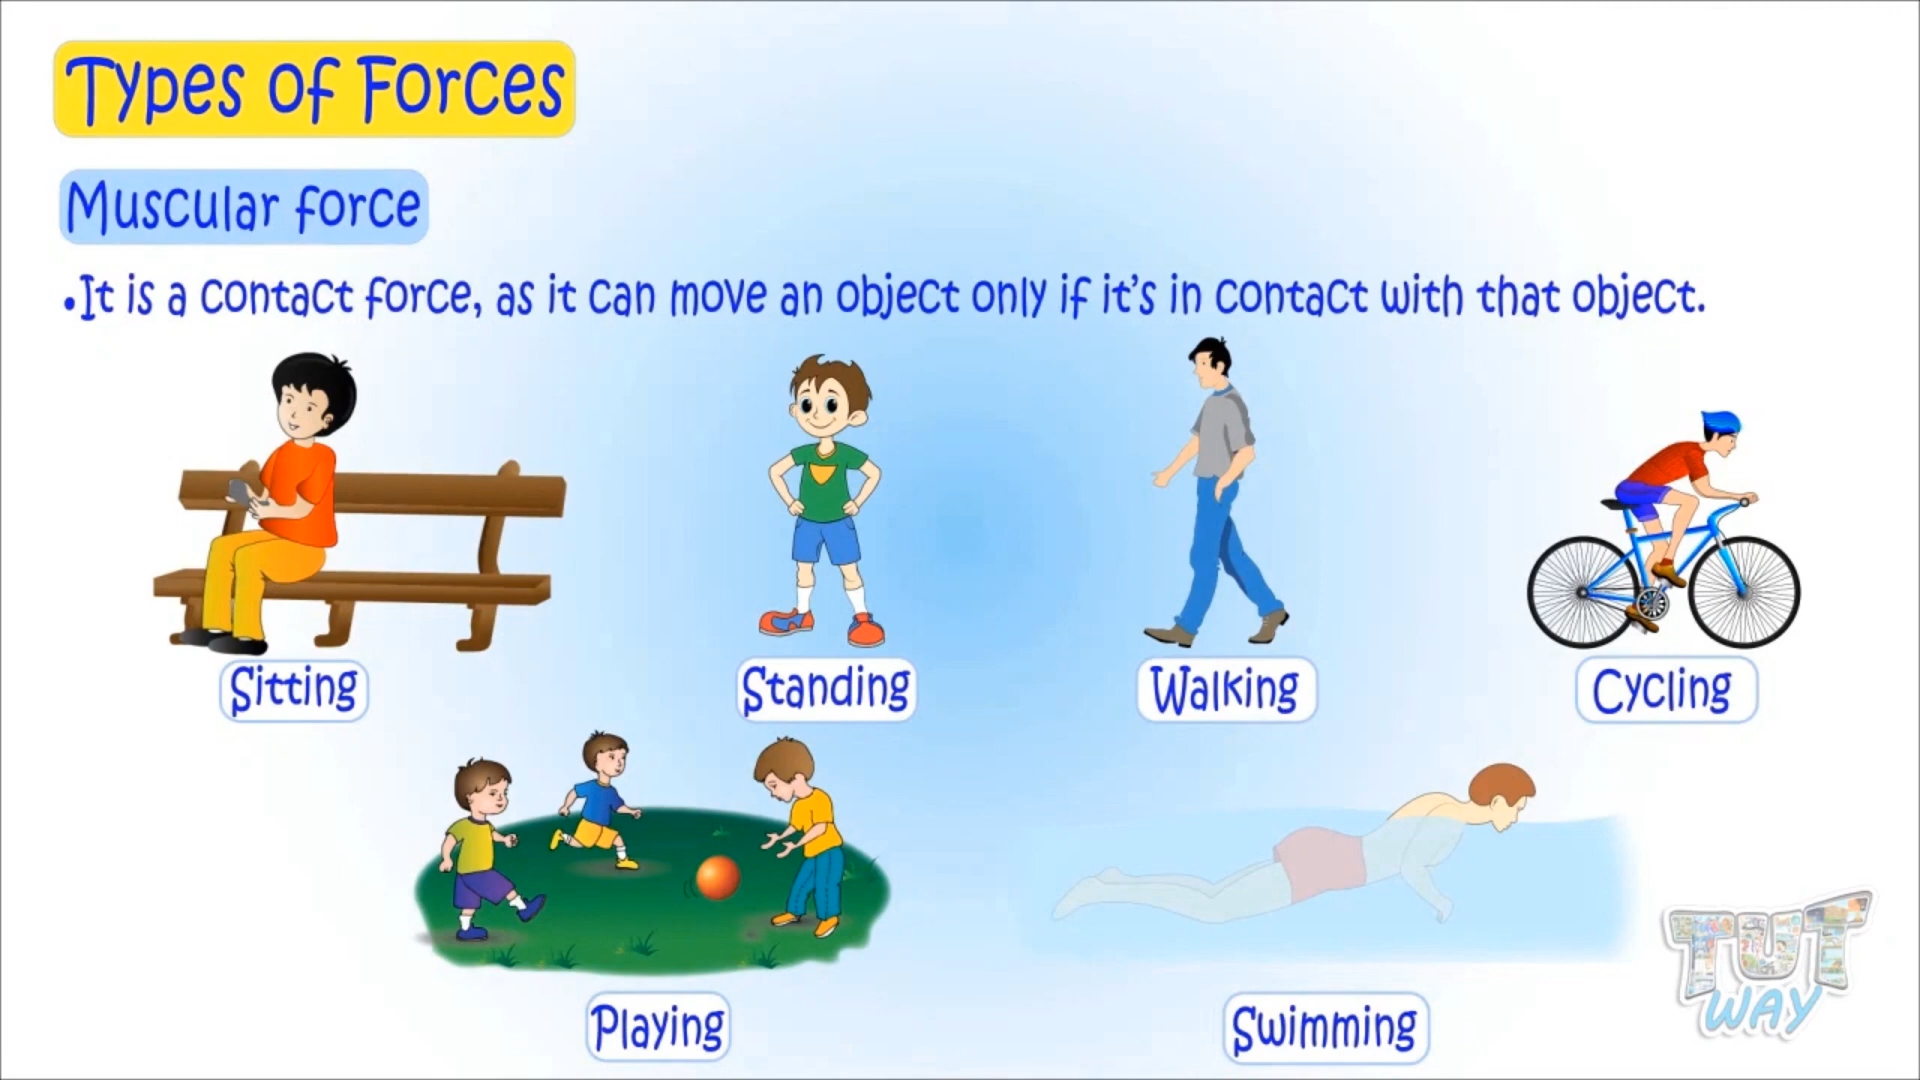 Types of Forces
Muscular force
•It is a contact force, as it can move an object only if it's in contact with that object.
Sitting
Standing
Walking
Cycling
Playing
Swimming
TUT
WAY